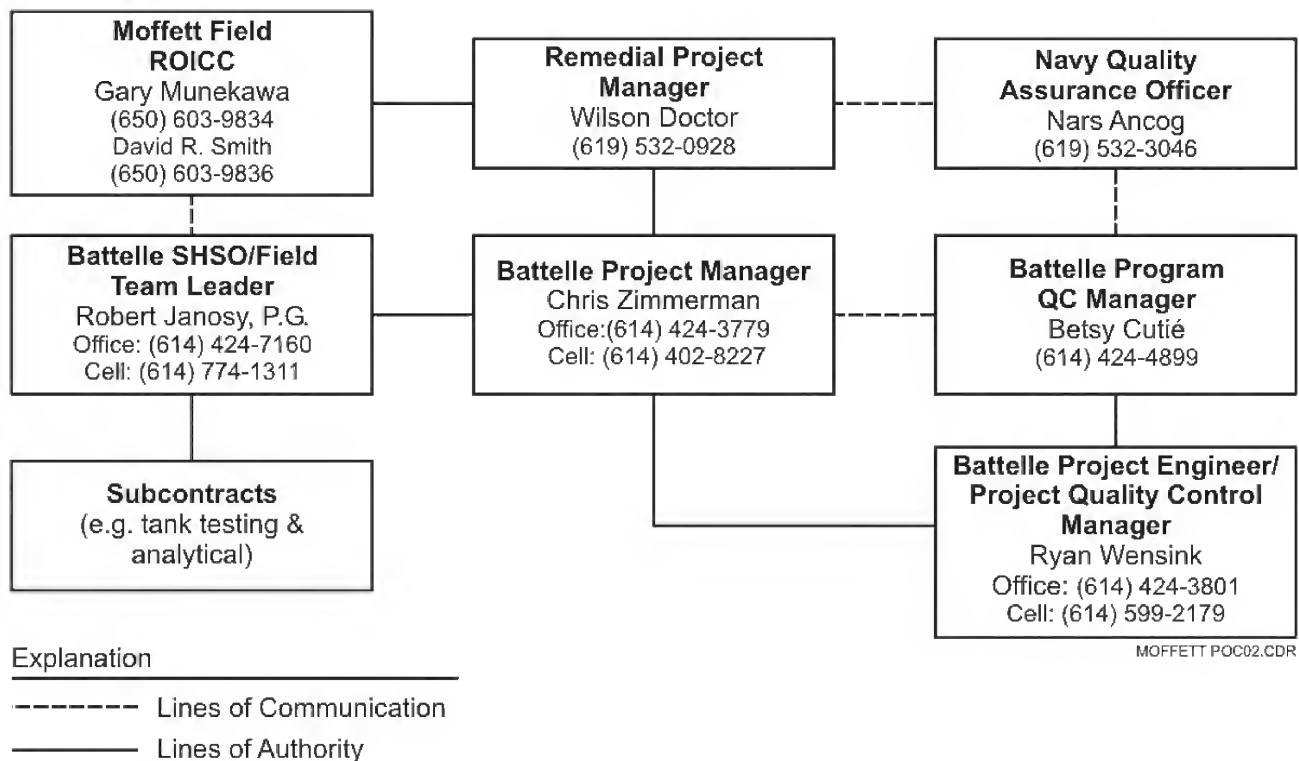 Moffett Field
ROICC
Gary Munekawa
(650) 603-9834
David R. Smith
(650) 603-9836
Remedial Project
Manager
Wilson Doctor
(619) 532-0928
Navy Quality
Assurance Officer
Nars Ancog
(619) 532-3046
Battelle SHSO/Field
Team Leader
Robert Janosy, P.G.
Office: (614) 424-7160
Cell: (614) 774-1311
Battelle Project Manager
Chris Zimmerman
Office:(614) 424-3779
Cell: (614) 402-8227
Battelle Program
QC Manager
Betsy Cutié
(614) 424-4899
Subcontracts
(e.g. tank testing &
analytical)
Battelle Project Engineer/
Project Quality Control
Manager
Ryan Wensink
Office: (614) 424-3801
Cell: (614) 599-2179
MOFFETT POC02.CDR
Explanation
Lines of Communication
Lines of Authority